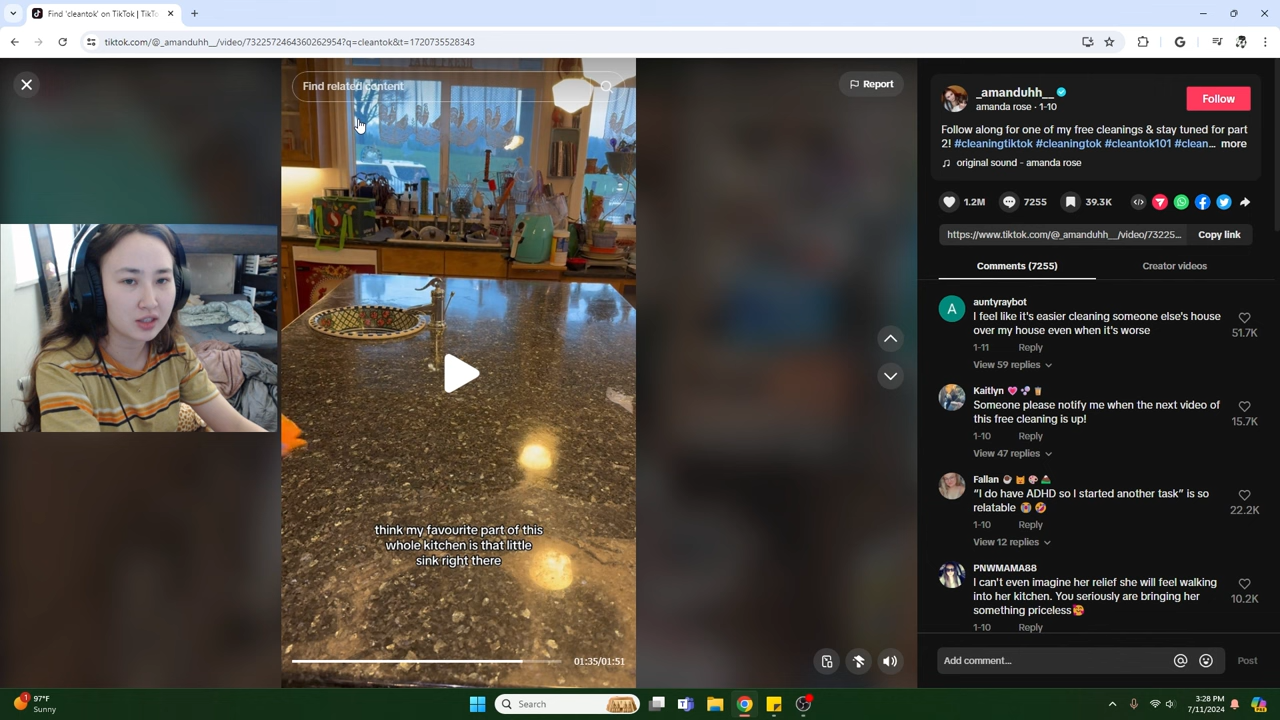 Find 'cleantok' on TikTok | TikTo
tiktok.com/@_amanduhh__/video/7322572464360262954?q=cleantok&t=1720735528343
Find related content
Report
_amanduhh__
amanda rose · 1-10
Follow
Follow along for one of my free cleanings & stay tuned for part
2! #cleaningtiktok #cleaningtok #cleantok101 #clean... more
original sound - amanda rose
1.2M
7255
39.3K
https://www.tiktok.com/@_amanduhh__/video/73225...
Copy link
Comments (7255)
Creator videos
A
auntyraybot
I feel like it's easier cleaning someone else's house
over my house even when it's worse
51.7K
1-11 Reply
View 59 replies
Kaitlyn
Someone please notify me when the next video of
this free cleaning is up!
15.7K
1-10 Reply
View 47 replies
Fallan
“I do have ADHD so I started another task” is so
relatable
22.2K
1-10 Reply
View 12 replies
PNWMAMA88
I can't even imagine her relief she will feel walking
into her kitchen. You seriously are bringing her
something priceless
10.2K
1-10 Reply
think my favourite part of this
whole kitchen is that little
sink right there
01:35/01:51
Add comment...
Post
1
97°F
Sunny
Search
3:28 PM
7/11/2024